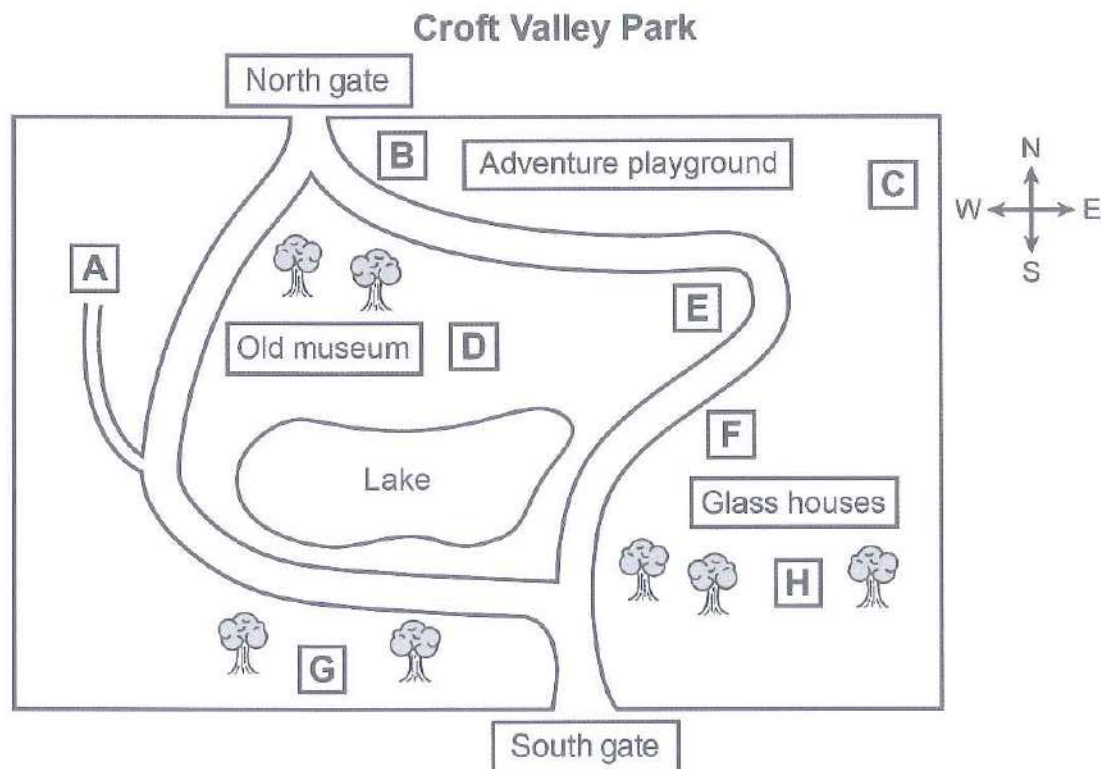 Croft Valley Park
North gate
B
Adventure playground
C
N
W E
S
A
E
Old museum
D
F
Lake
Glass houses
H
G
South gate